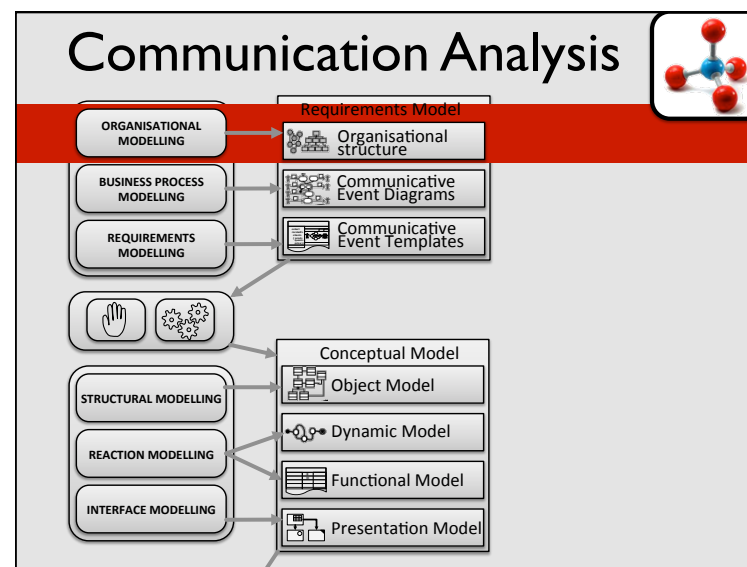 Communication Analysis
Requirements Model
ORGANISATIONAL
MODELLING
Organisational
structure
BUSINESS PROCESS
MODELLING
Communicative
Event Diagrams
REQUIREMENTS
MODELLING
Communicative
Event Templates
Conceptual Model
STRUCTURAL MODELLING
Object Model
REACTION MODELLING
Dynamic Model
Functional Model
INTERFACE MODELLING
Presentation Model